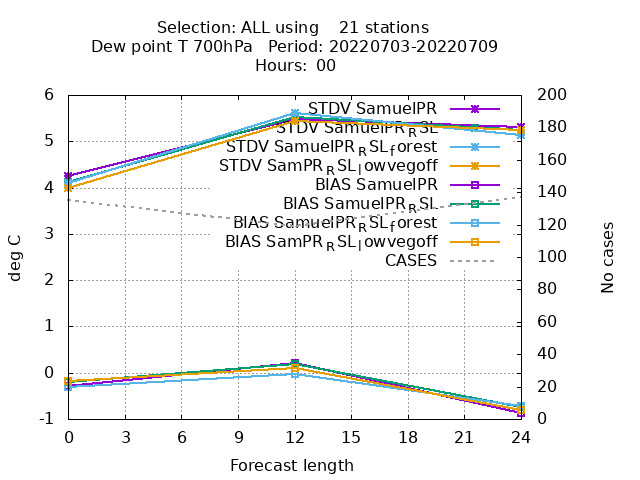 Selection: ALL using    21 stations
Dew point T 700hPa   Period: 20220703-20220709
Hours:  00
6
5
4
3
2
1
0
-1
200
180
160
140
120
100
80
60
40
20
0
STDV SamuelPR
STDV SamuelPR_RSL
STDV SamuelPR_RSL_forest
STDV SamPR_RSL_lowvegoff
BIAS SamuelPR
BIAS SamuelPR_RSL
BIAS SamuelPR_RSL_forest
BIAS SamPR_RSL_lowvegoff
CASES
deg C
No cases
0 3 6 9 12 15 18 21 24
Forecast length